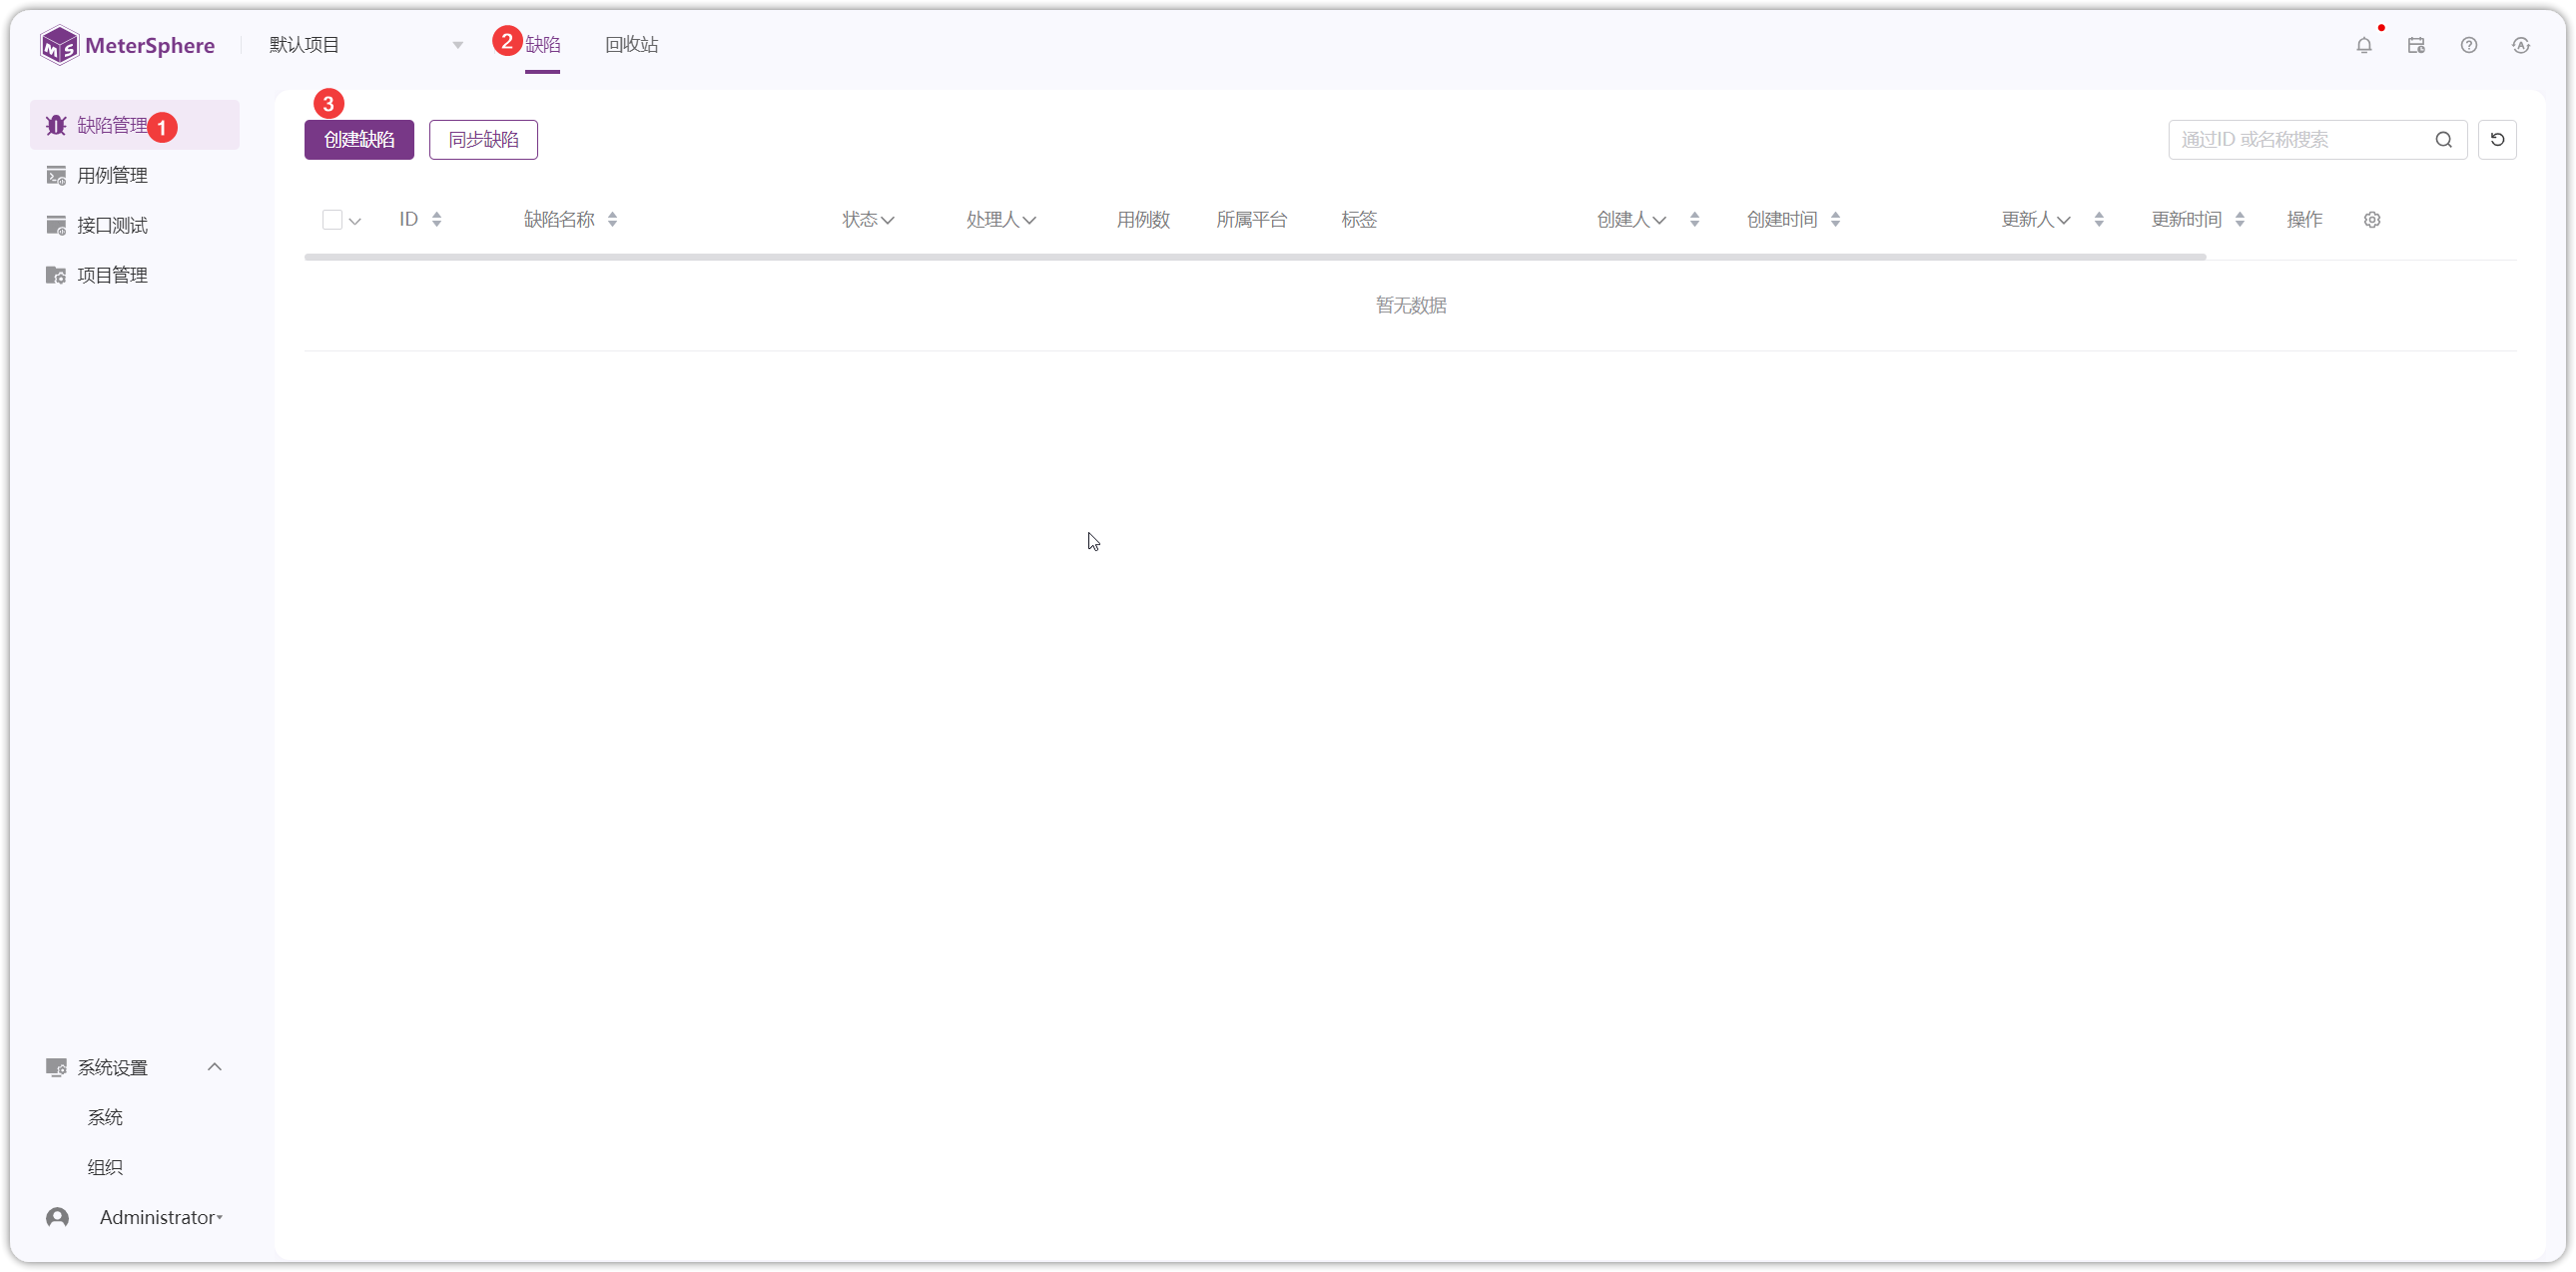 MeterSphere 默认项目 2 缺陷 回收站
缺陷管理 1
用例管理
接口测试
项目管理
3
创建缺陷 同步缺陷 通过ID 或名称搜索
ID 缺陷名称 状态 处理人 用例数 所属平台 标签 创建人 创建时间 更新人 更新时间 操作
暂无数据
系统设置
系统
组织
Administrator